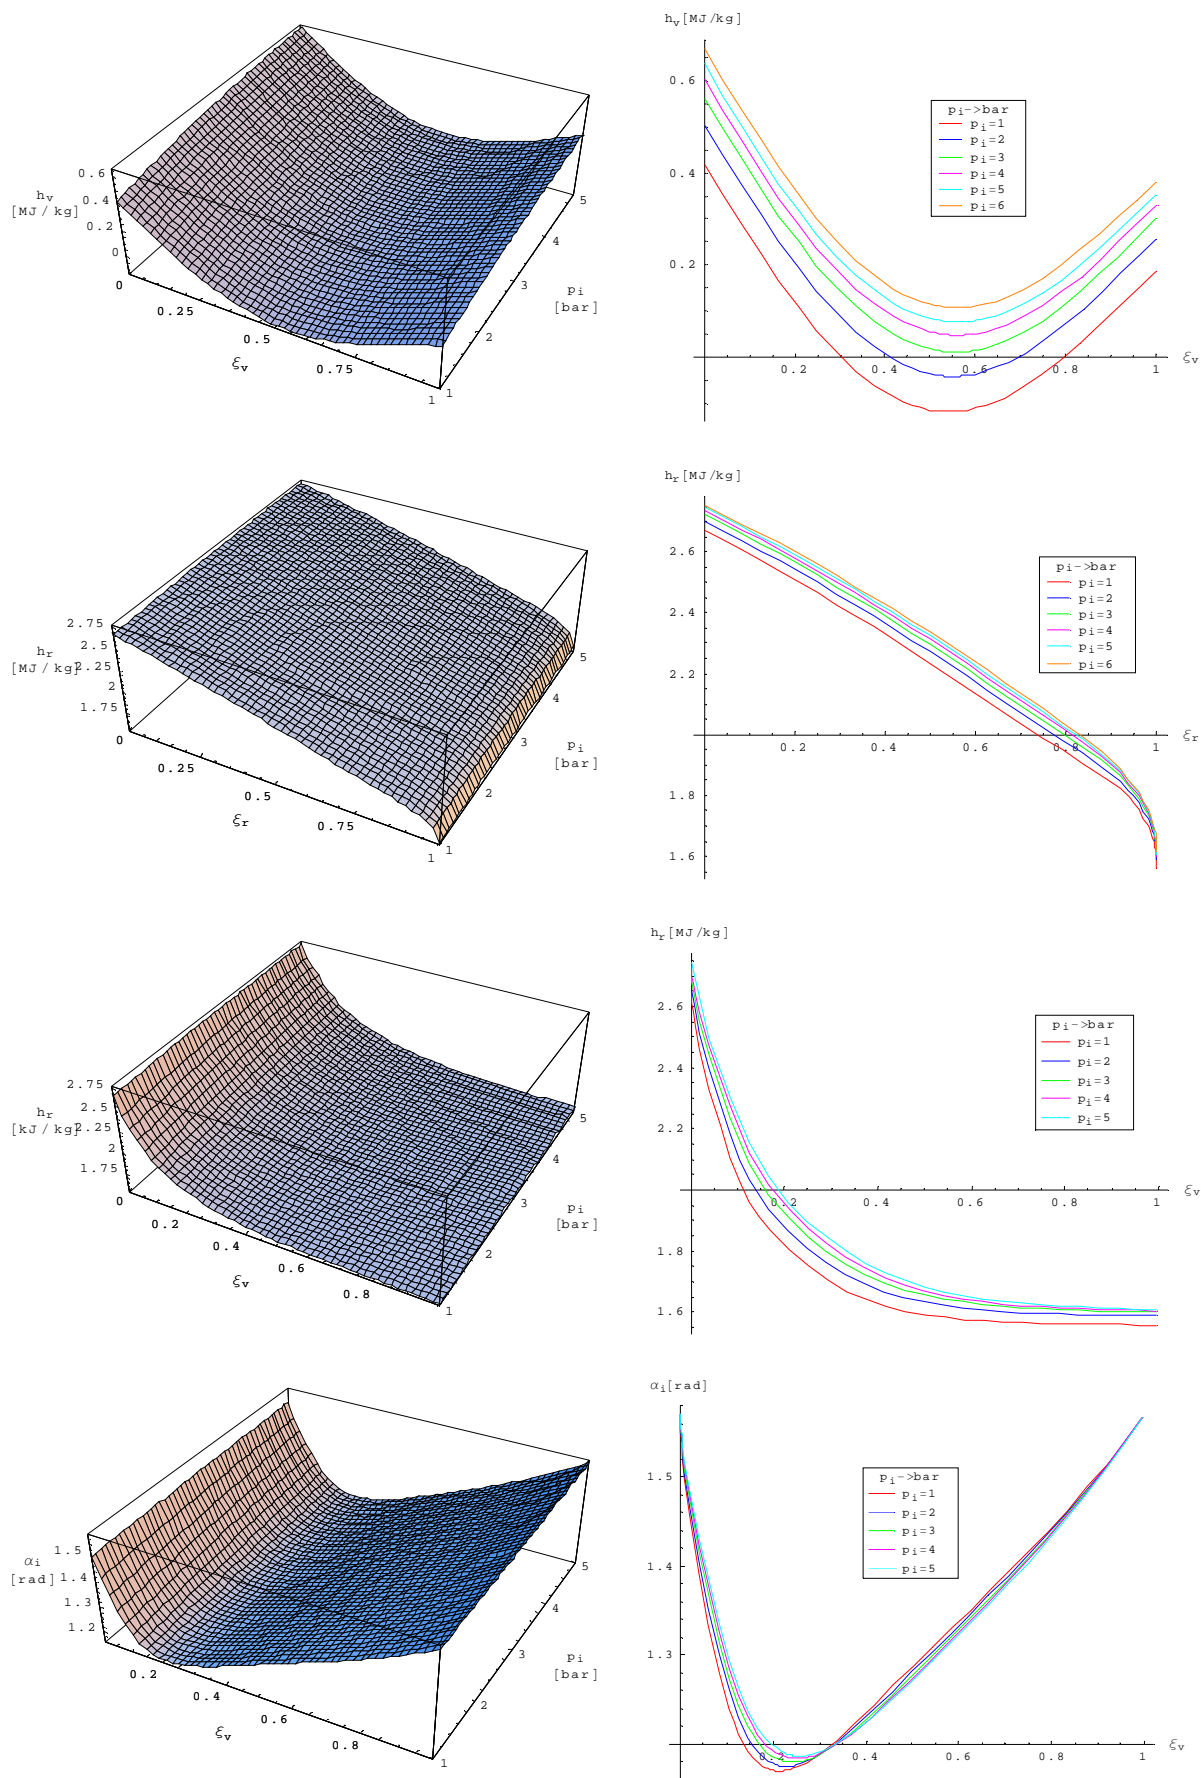 h_v
[MJ/kg]
0.6
0.4
0.2
0
0
0.25
0.5
0.75
1
ξ_v
1
2
3
4
5
p_i
[bar]
h_v[MJ/kg]
0.6
0.4
0.2
0.2
0.4
0.6
0.8
1
ξ_v
p_i->bar
p_i=1
p_i=2
p_i=3
p_i=4
p_i=5
p_i=6
h_r
[MJ/kg]
2.75
2.5
2.25
2
1.75
0
0.25
0.5
0.75
1
ξ_r
1
2
3
4
5
p_i
[bar]
h_r[MJ/kg]
2.6
2.4
2.2
1.8
1.6
0.2
0.4
0.6
0.8
1
ξ_r
p_i->bar
p_i=1
p_i=2
p_i=3
p_i=4
p_i=5
p_i=6
h_r
[kJ/kg]
2.75
2.5
2.25
2
1.75
0
0.2
0.4
0.6
0.8
ξ_v
1
2
3
4
5
p_i
[bar]
h_r[MJ/kg]
2.6
2.4
2.2
1.8
1.6
0.2
0.4
0.6
0.8
1
ξ_v
p_i->bar
p_i=1
p_i=2
p_i=3
p_i=4
p_i=5
α_i
[rad]
1.5
1.4
1.3
1.2
0.2
0.4
0.6
0.8
ξ_v
1
2
3
4
5
p_i
[bar]
α_i[rad]
1.5
1.4
1.3
0.2
0.4
0.6
0.8
1
ξ_v
p_i->bar
p_i=1
p_i=2
p_i=3
p_i=4
p_i=5